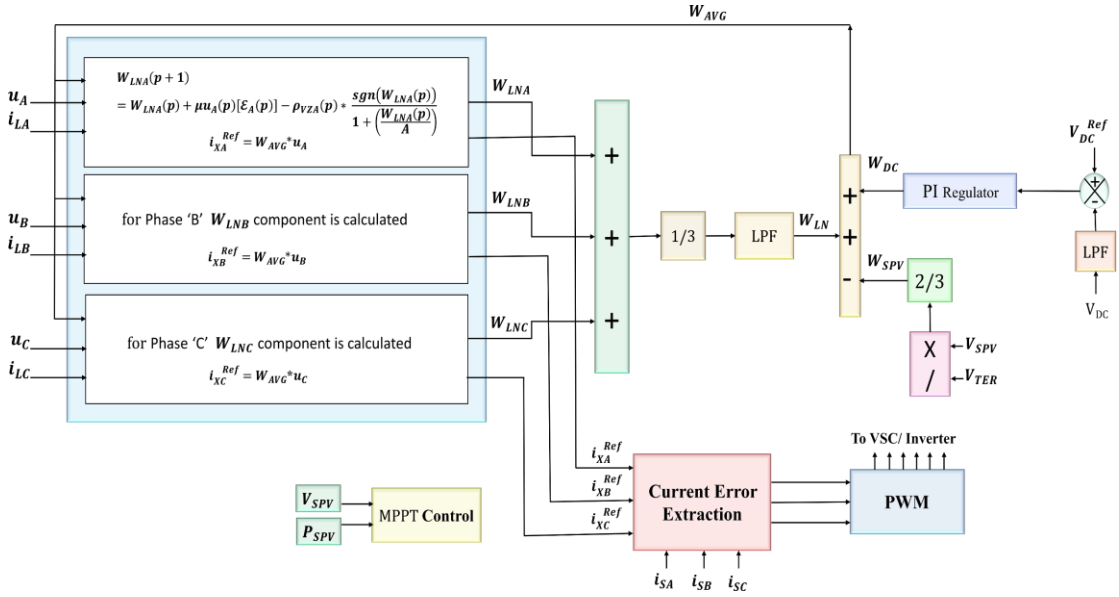 W_AVG
W_LNA(p + 1)
= W_LNA(p) + μu_A(p)[Ɛ_A(p)] − ρ_VZA(p) * sgn(W_LNA(p)) / 1 + (W_LNA(p) / A)
i_XA^Ref = W_AVG*u_A
u_A
i_LA
W_LNA
for Phase 'B' W_LNB component is calculated
i_XB^Ref = W_AVG*u_B
u_B
i_LB
W_LNB
for Phase 'C' W_LNC component is calculated
i_XC^Ref = W_AVG*u_C
u_C
i_LC
W_LNC
+
+
+
1/3
LPF
W_LN
W_DC
+
+
-
W_SPV
PI Regulator
V_DC^Ref
+
-
LPF
V_DC
2/3
X
/
V_SPV
V_TER
V_SPV
P_SPV
MPPT Control
i_XA^Ref
i_XB^Ref
i_XC^Ref
Current Error
Extraction
i_SA
i_SB
i_SC
To VSC/ Inverter
PWM